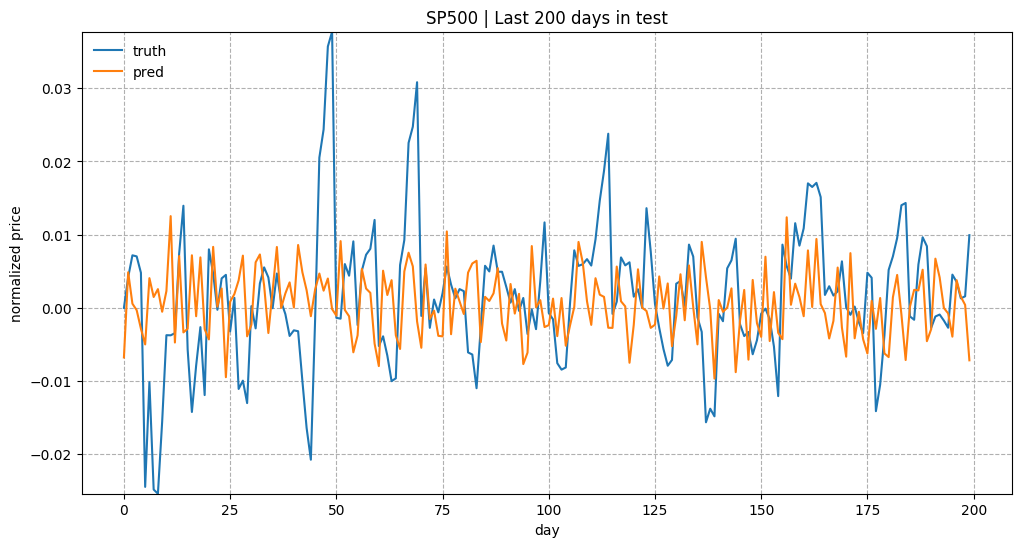 SP500 | Last 200 days in test
truth
pred
normalized price
0.03
0.02
0.01
0.00
−0.01
−0.02
0 25 50 75 100 125 150 175 200
day